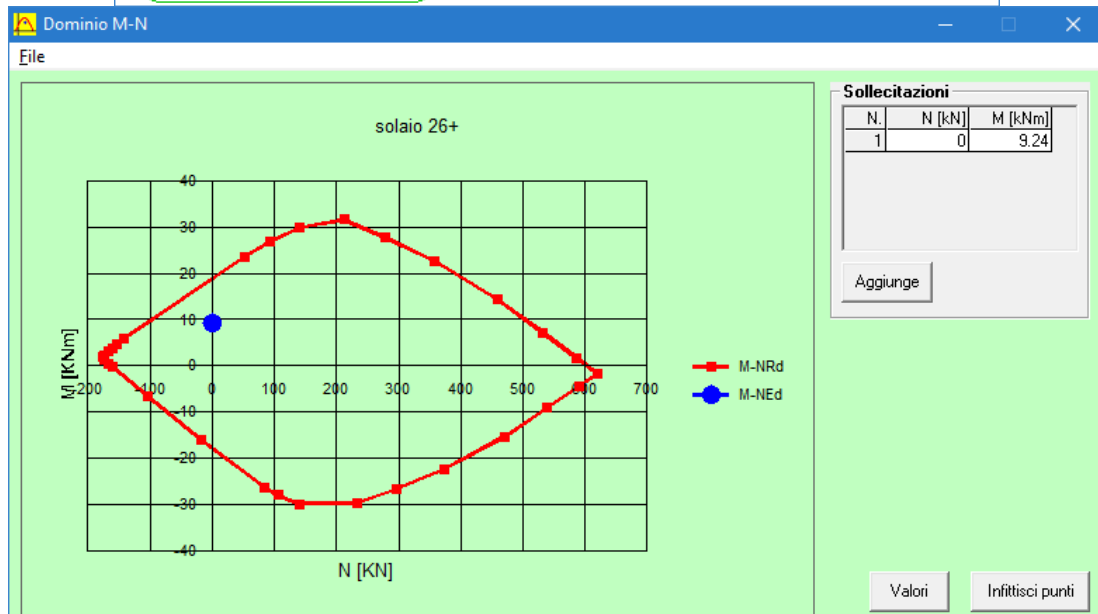 Dominio M-N
File
solaio 26+
40
30
20
10
0
-10
-20
-30
-40
-200 -100 0 100 200 300 400 500 600 700
M [KNm]
N [KN]
M-NRd
M-NEd
Sollecitazioni
N. N [kN] M [kNm]
1 0 9.24
Aggiunge
Valori
Infittisci punti